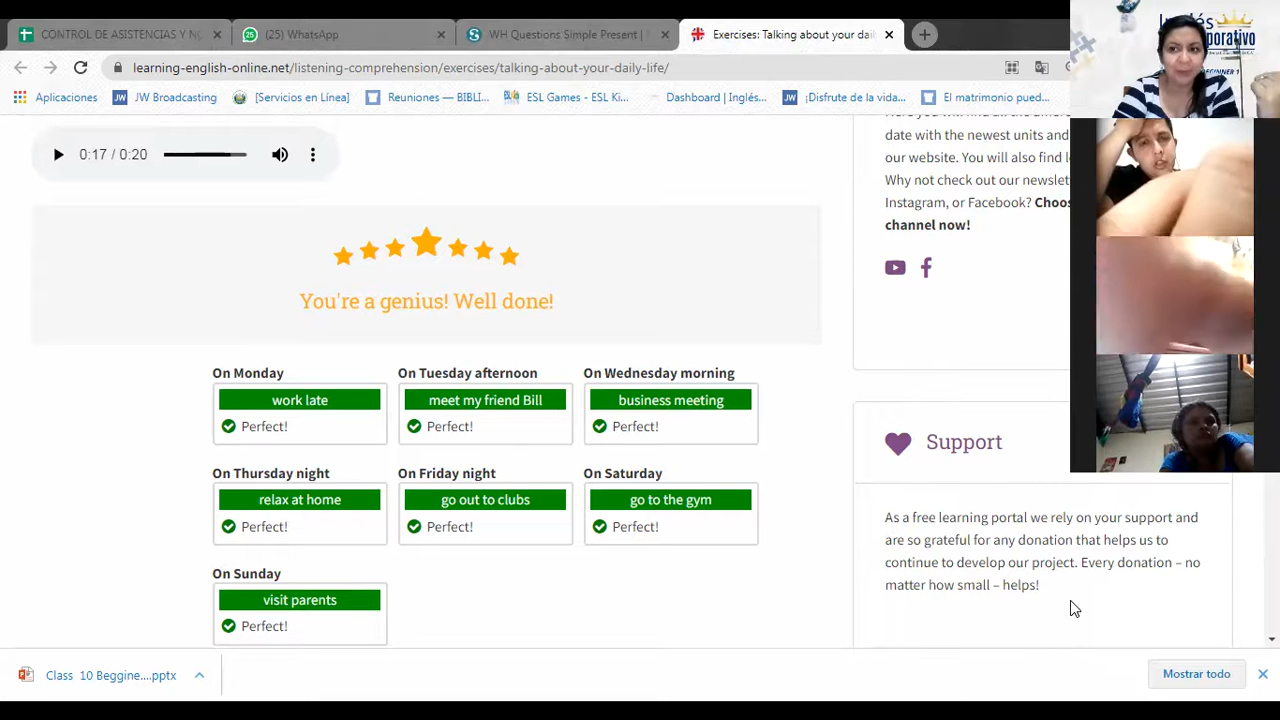 CONTROL DE ASISTENCIAS Y N
(25) WhatsApp
WH Questions Simple Present |
Exercises: Talking about your dail
learning-english-online.net/listening-comprehension/exercises/talking-about-your-daily-life/
Aplicaciones
JW Broadcasting
[Servicios en Línea]
Reuniones — BIBLI...
ESL Games - ESL Ki...
Dashboard | Inglés...
¡Disfrute de la vida...
El matrimonio pued...
Inglés
orporativo
BEGINNER 1
0:17 / 0:20
date with the newest units and
our website. You will also find l
Why not check out our newslet
Instagram, or Facebook? Choos
channel now!
You're a genius! Well done!
On Monday
work late
Perfect!
On Tuesday afternoon
meet my friend Bill
Perfect!
On Wednesday morning
business meeting
Perfect!
On Thursday night
relax at home
Perfect!
On Friday night
go out to clubs
Perfect!
On Saturday
go to the gym
Perfect!
On Sunday
visit parents
Perfect!
Support
As a free learning portal we rely on your support and
are so grateful for any donation that helps us to
continue to develop our project. Every donation – no
matter how small – helps!
Class 10 Beggine....pptx
Mostrar todo